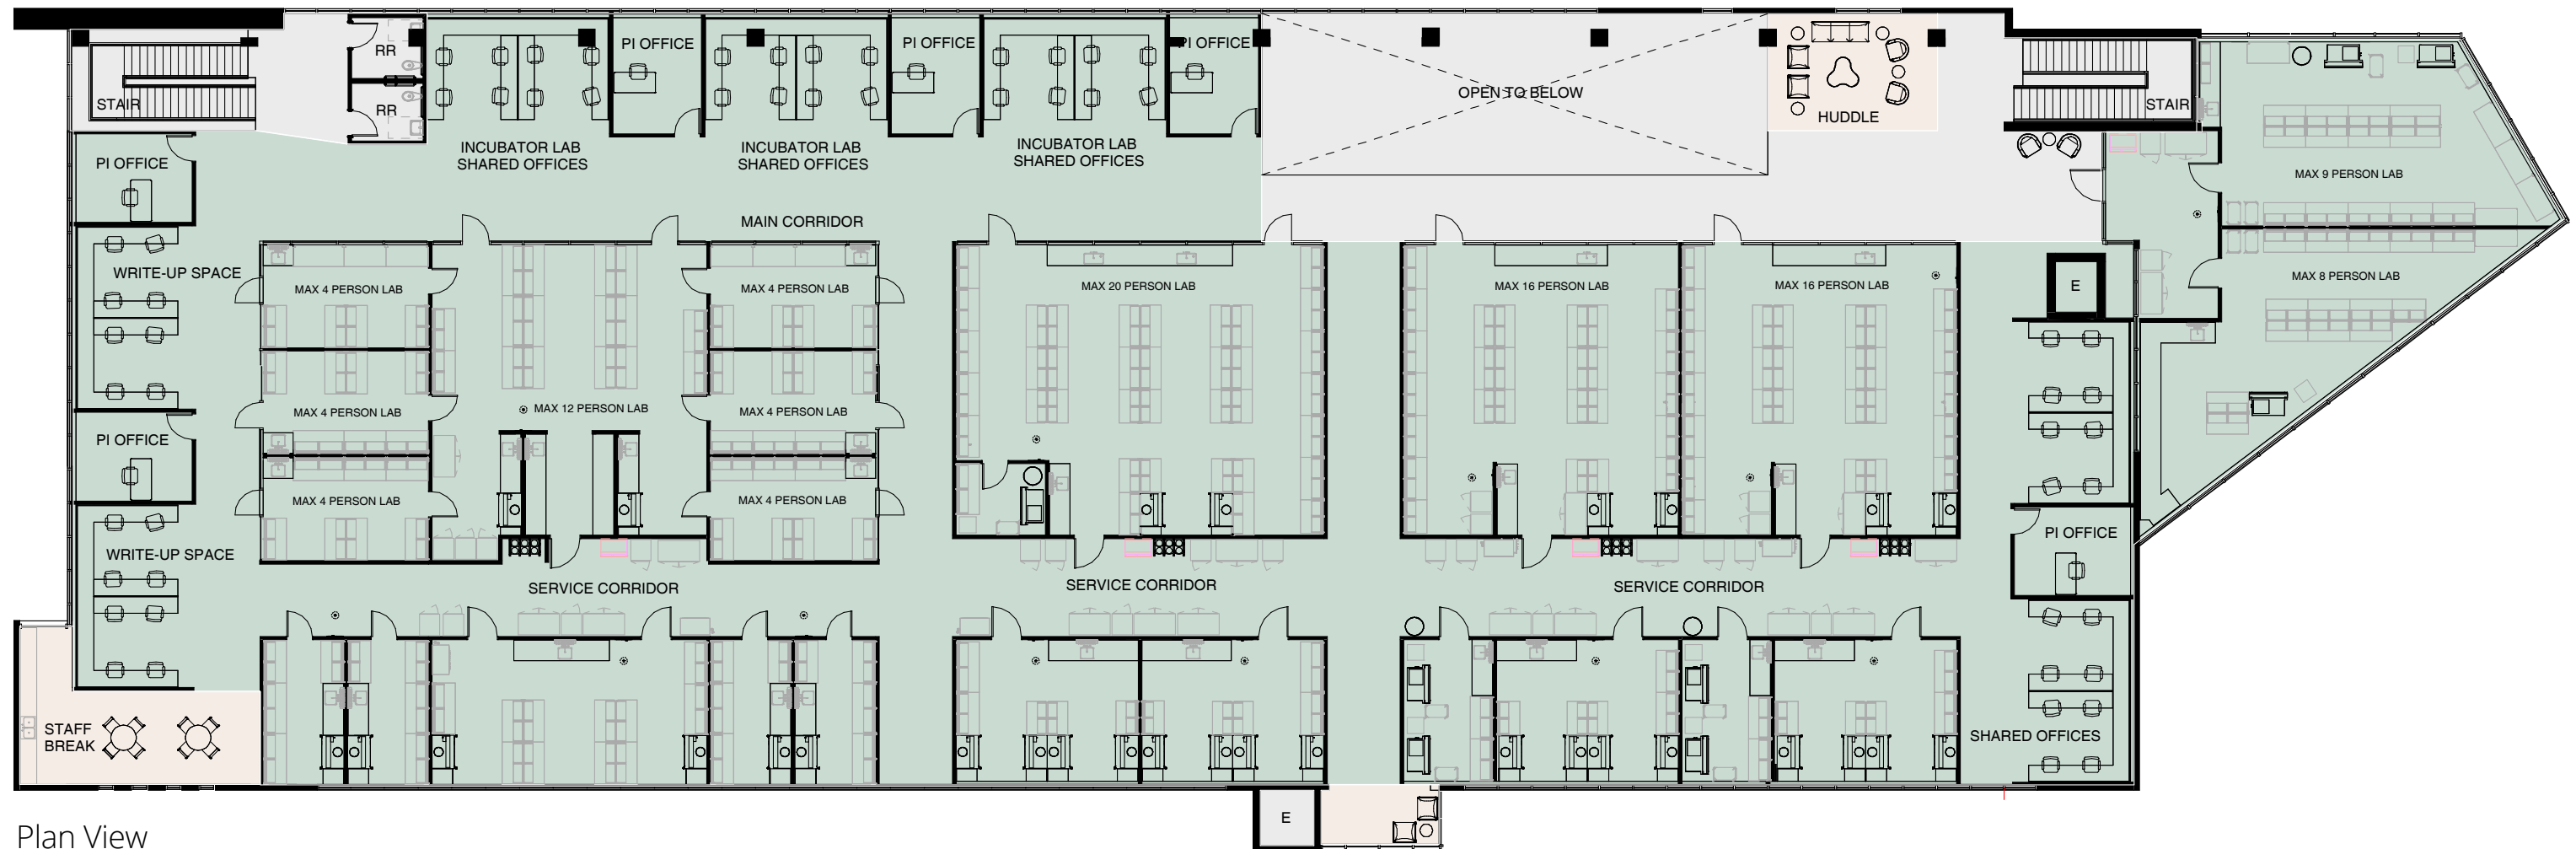 RR
PI OFFICE
PI OFFICE
PI OFFICE
STAIR
RR
OPEN TO BELOW
HUDDLE
STAIR
INCUBATOR LAB
SHARED OFFICES
INCUBATOR LAB
SHARED OFFICES
INCUBATOR LAB
SHARED OFFICES
PI OFFICE
MAX 9 PERSON LAB
MAIN CORRIDOR
WRITE-UP SPACE
MAX 4 PERSON LAB
MAX 4 PERSON LAB
MAX 20 PERSON LAB
MAX 16 PERSON LAB
MAX 16 PERSON LAB
E
MAX 8 PERSON LAB
MAX 4 PERSON LAB
MAX 12 PERSON LAB
MAX 4 PERSON LAB
PI OFFICE
MAX 4 PERSON LAB
MAX 4 PERSON LAB
PI OFFICE
WRITE-UP SPACE
SERVICE CORRIDOR
SERVICE CORRIDOR
SERVICE CORRIDOR
STAFF
BREAK
SHARED OFFICES
E
Plan View